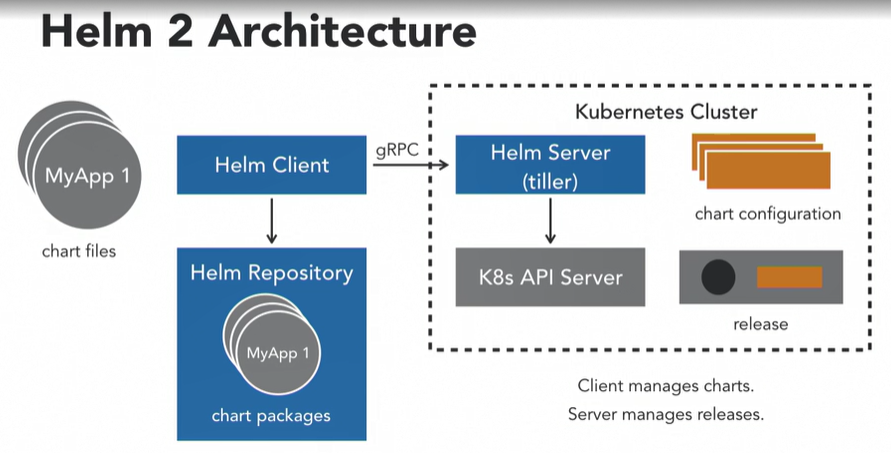 Helm 2 Architecture
Kubernetes Cluster
MyApp 1
chart files
Helm Client
gRPC
Helm Server
(tiller)
chart configuration
Helm Repository
MyApp 1
chart packages
K8s API Server
release
Client manages charts.
Server manages releases.